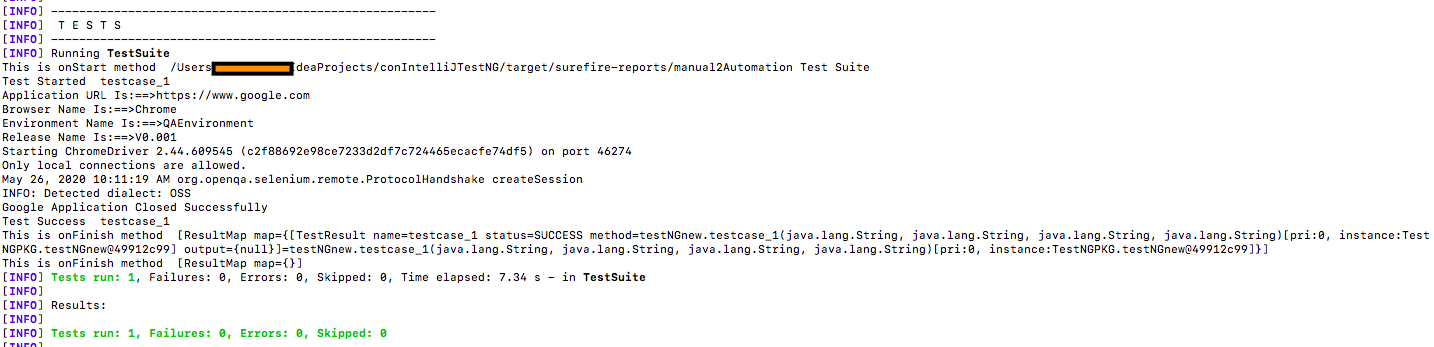 [INFO] -------------------------------------------------------
[INFO]  T E S T S
[INFO] -------------------------------------------------------
[INFO] Running TestSuite
This is onStart method  /Users IdeaProjects/conIntelliJTestNG/target/surefire-reports/manual2Automation Test Suite
Test Started  testcase_1
Application URL Is:==>https://www.google.com
Browser Name Is:==>Chrome
Environment Name Is:==>QAEnvironment
Release Name Is:==>V0.001
Starting ChromeDriver 2.44.609545 (c2f88692e98ce7233d2df7c724465ecacfe74df5) on port 46274
Only local connections are allowed.
May 26, 2020 10:11:19 AM org.openqa.selenium.remote.ProtocolHandshake createSession
INFO: Detected dialect: OSS
Google Application Closed Successfully
Test Success  testcase_1
This is onFinish method  [ResultMap map={[TestResult name=testcase_1 status=SUCCESS method=testNGnew.testcase_1(java.lang.String, java.lang.String, java.lang.String, java.lang.String)[pri:0, instance:Test
NGPKG.testNGnew@49912c99] output={null}]=testNGnew.testcase_1(java.lang.String, java.lang.String, java.lang.String, java.lang.String)[pri:0, instance:TestNGPKG.testNGnew@49912c99]}]
This is onFinish method  [ResultMap map={}]
[INFO] Tests run: 1, Failures: 0, Errors: 0, Skipped: 0, Time elapsed: 7.34 s - in TestSuite
[INFO]
[INFO] Results:
[INFO]
[INFO] Tests run: 1, Failures: 0, Errors: 0, Skipped: 0
[INFO]